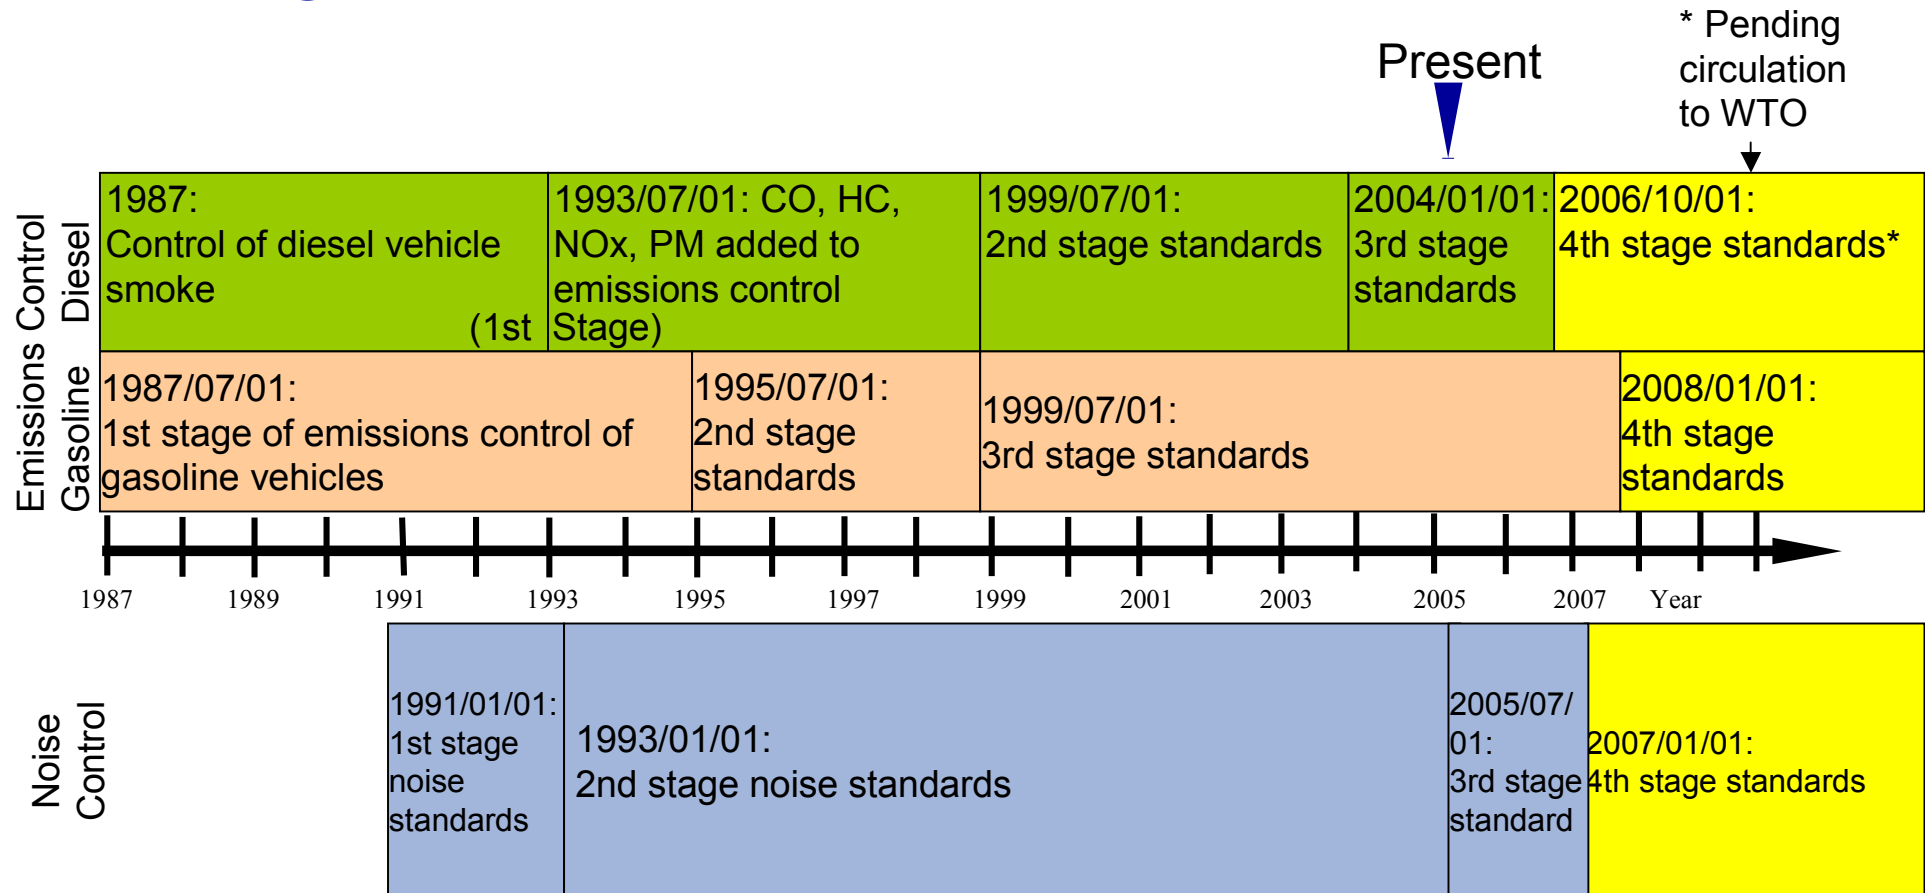 * Pending
circulation
to WTO
Present
Emissions Control
Diesel
1987:
Control of diesel vehicle
smoke
(1st Stage)
1993/07/01: CO, HC,
NOx, PM added to
emissions control
1999/07/01:
2nd stage standards
2004/01/01:
3rd stage
standards
2006/10/01:
4th stage standards*
Gasoline
1987/07/01:
1st stage of emissions control of
gasoline vehicles
1995/07/01:
2nd stage
standards
1999/07/01:
3rd stage standards
2008/01/01:
4th stage
standards
1987 1989 1991 1993 1995 1997 1999 2001 2003 2005 2007 Year
Noise
Control
1991/01/01:
1st stage
noise
standards
1993/01/01:
2nd stage noise standards
2005/07/
01:
3rd stage
standard
2007/01/01:
4th stage standards